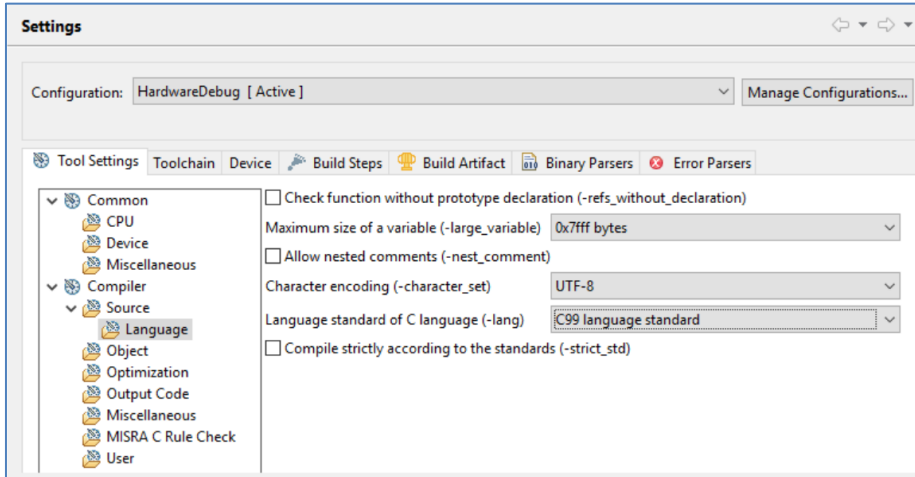 Settings
Configuration: HardwareDebug [ Active ] Manage Configurations...
Tool Settings Toolchain Device Build Steps Build Artifact Binary Parsers Error Parsers
Common
CPU
Device
Miscellaneous
Compiler
Source
Language
Object
Optimization
Output Code
Miscellaneous
MISRA C Rule Check
User
Check function without prototype declaration (-refs_without_declaration)
Maximum size of a variable (-large_variable) 0x7fff bytes
Allow nested comments (-nest_comment)
Character encoding (-character_set) UTF-8
Language standard of C language (-lang) C99 language standard
Compile strictly according to the standards (-strict_std)